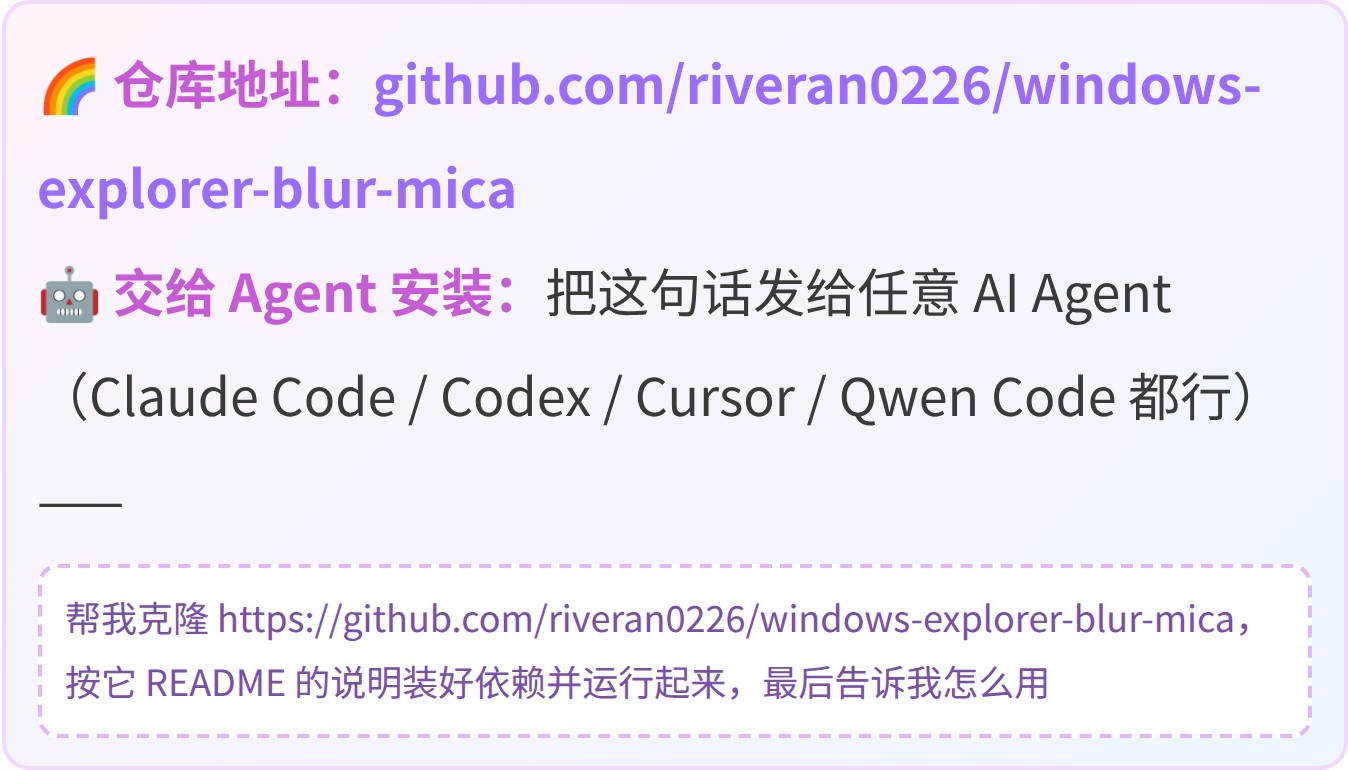 🌈 仓库地址：github.com/riveran0226/windows-
explorer-blur-mica
🤖 交给 Agent 安装：把这句话发给任意 AI Agent
（Claude Code / Codex / Cursor / Qwen Code 都行）
——
帮我克隆 https://github.com/riveran0226/windows-explorer-blur-mica，
按它 README 的说明装好依赖并运行起来，最后告诉我怎么用